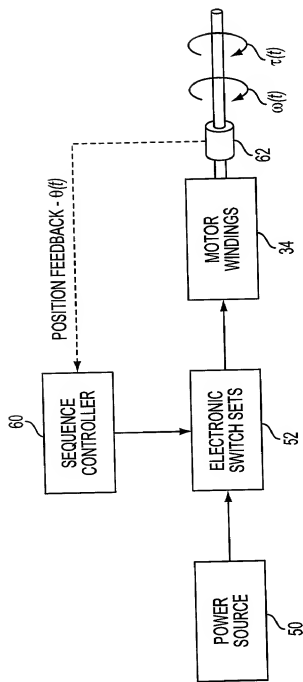 POWER
SOURCE
50
ELECTRONIC
SWITCH SETS
52
SEQUENCE
CONTROLLER
60
POSITION FEEDBACK - θ(t)
MOTOR
WINDINGS
34
62
ω(t)
τ(t)